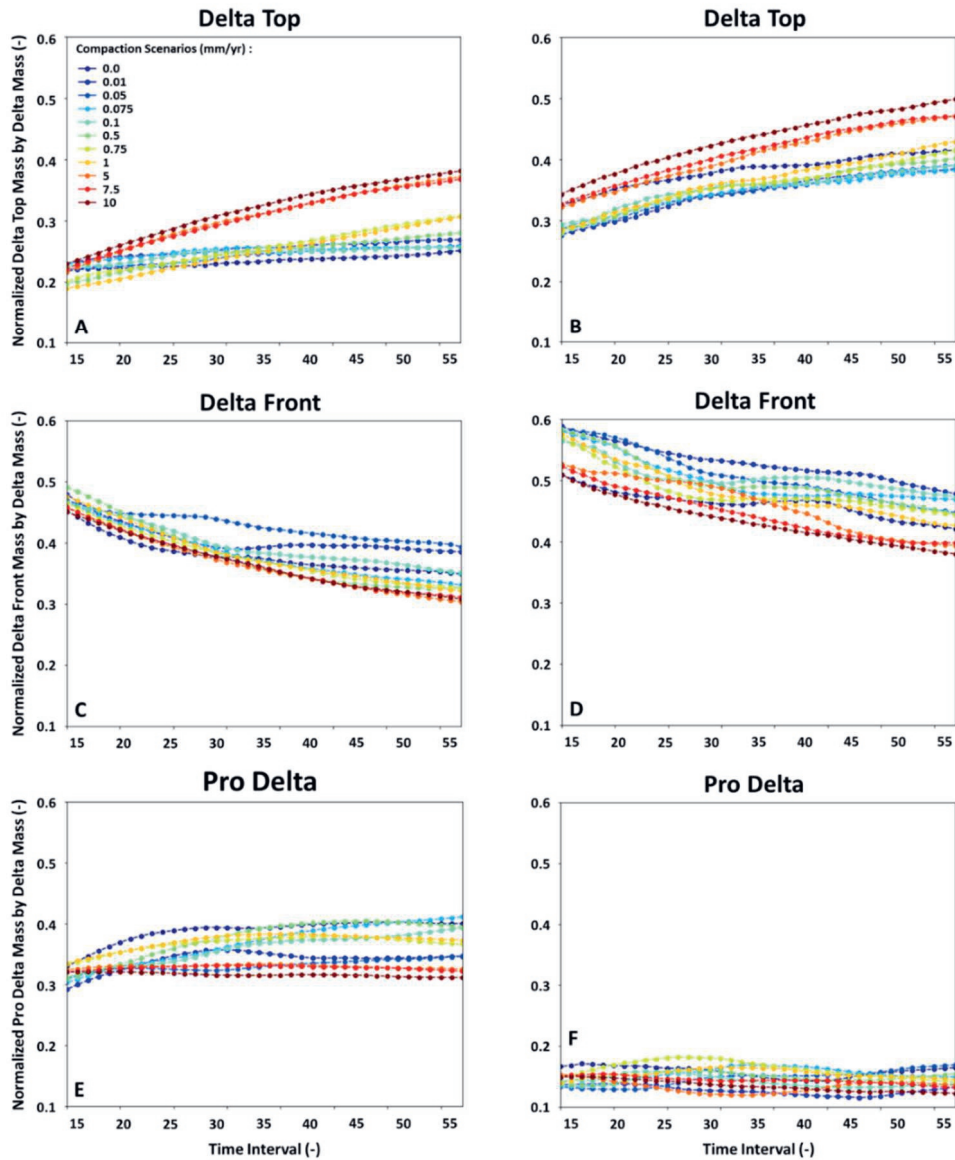 Delta Top
Normalized Delta Top Mass by Delta Mass (-)
0.6
0.5
0.4
0.3
0.2
0.1
Compaction Scenarios (mm/yr) :
0.0
0.01
0.05
0.075
0.1
0.5
0.75
1
5
7.5
10
A
15 20 25 30 35 40 45 50 55
Delta Top
0.6
0.5
0.4
0.3
0.2
0.1
B
15 20 25 30 35 40 45 50 55
Delta Front
Normalized Delta Front Mass by Delta Mass (-)
0.6
0.5
0.4
0.3
0.2
0.1
C
15 20 25 30 35 40 45 50 55
Delta Front
0.6
0.5
0.4
0.3
0.2
0.1
D
15 20 25 30 35 40 45 50 55
Pro Delta
Normalized Pro Delta Mass by Delta Mass (-)
0.6
0.5
0.4
0.3
0.2
0.1
E
15 20 25 30 35 40 45 50 55
Time Interval (-)
Pro Delta
0.6
0.5
0.4
0.3
0.2
0.1
F
15 20 25 30 35 40 45 50 55
Time Interval (-)